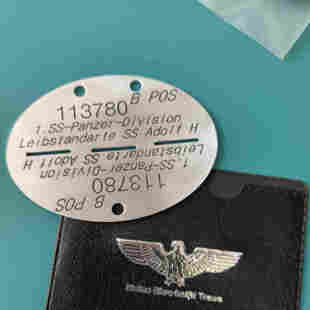 B POS
113780
1.SS-Panzer-Division
Leibstandarte SS Adolf H
Leibstandarte SS Adolf H
1.SS-Panzer-Division
113780
B POS